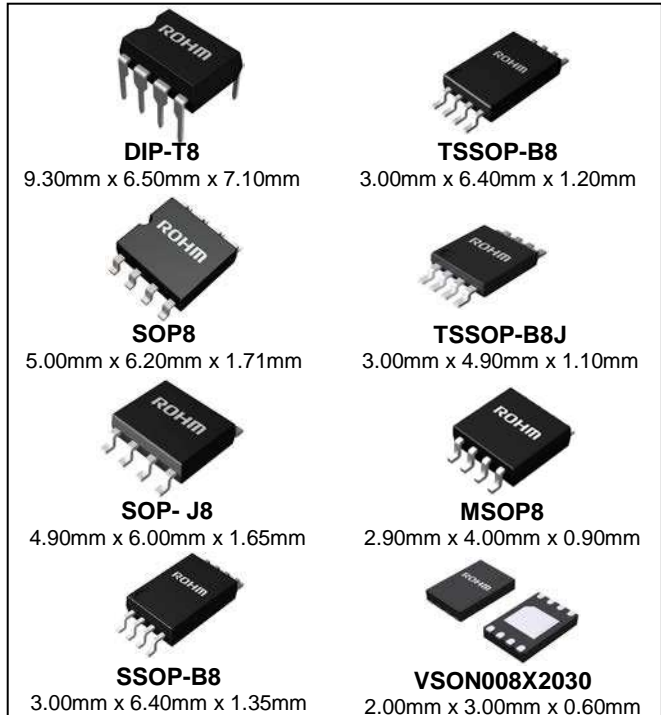 ROHM
DIP-T8
9.30mm x 6.50mm x 7.10mm
ROHM
TSSOP-B8
3.00mm x 6.40mm x 1.20mm
ROHM
SOP8
5.00mm x 6.20mm x 1.71mm
ROHM
TSSOP-B8J
3.00mm x 4.90mm x 1.10mm
ROHM
SOP- J8
4.90mm x 6.00mm x 1.65mm
ROHM
MSOP8
2.90mm x 4.00mm x 0.90mm
ROHM
SSOP-B8
3.00mm x 6.40mm x 1.35mm
ROHM
VSON008X2030
2.00mm x 3.00mm x 0.60mm